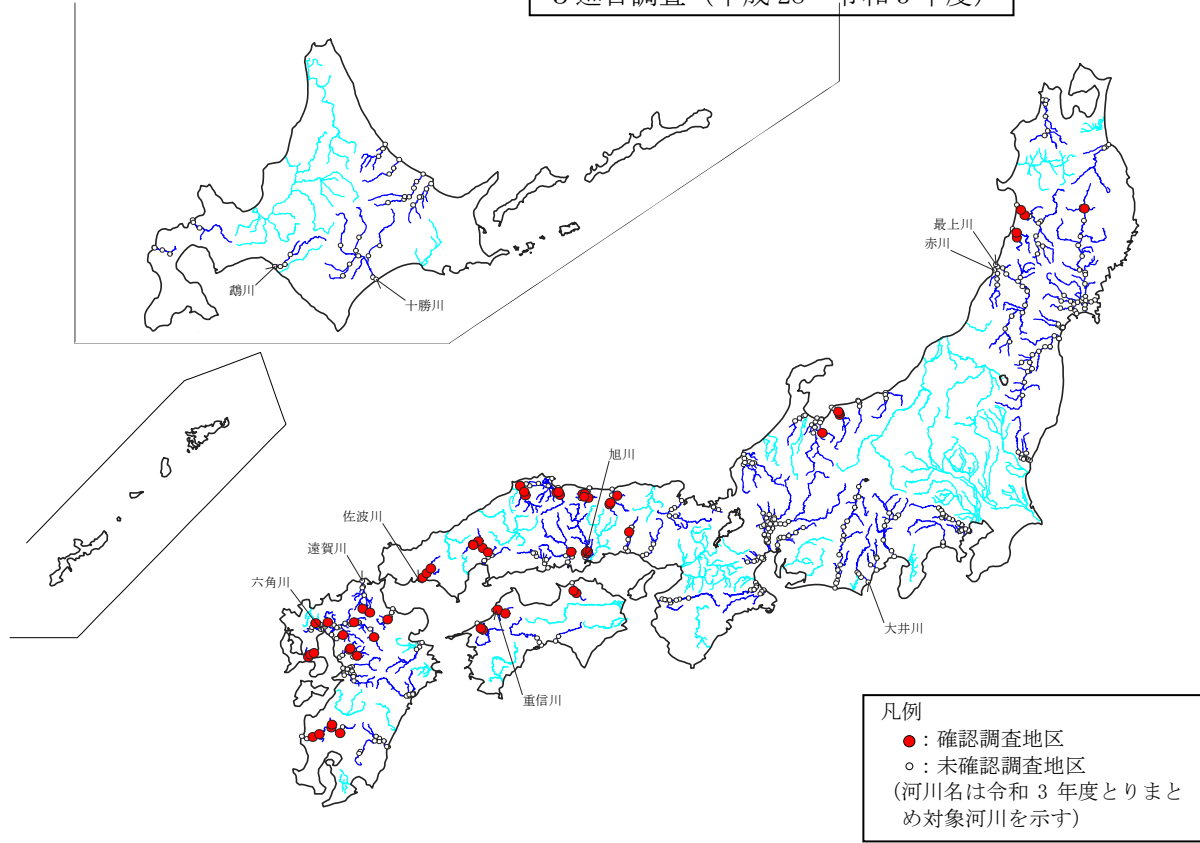 最上川
赤川
鵡川
十勝川
旭川
佐波川
遠賀川
六角川
大井川
重信川
凡例
：確認調査地区
：未確認調査地区
(河川名は令和 3 年度とりまと
め対象河川を示す)